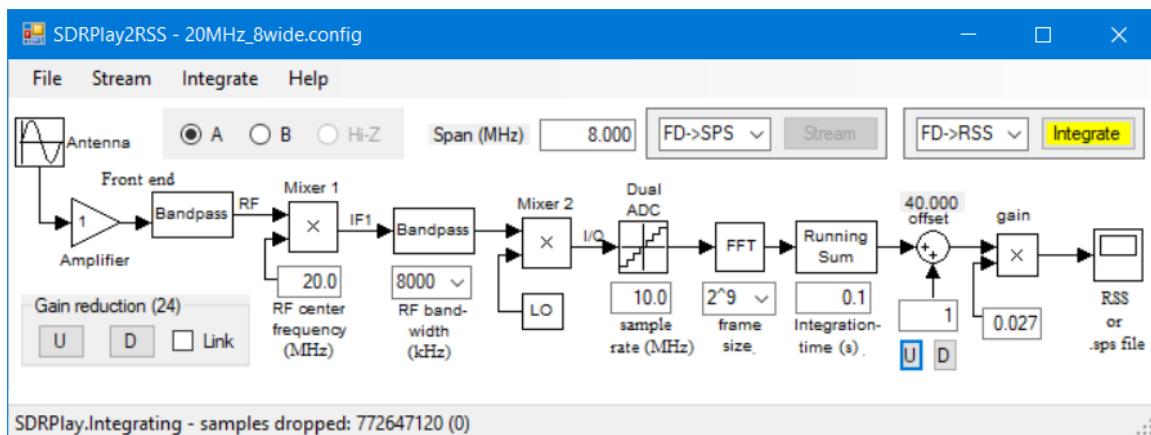 SDRPlay2RSS - 20MHz_8wide.config
File Stream Integrate Help
Antenna
A B Hi-Z
Span (MHz) 8.000
FD->SPS Stream
FD->RSS Integrate
Front end
1
Amplifier
Bandpass
RF
Mixer 1
×
IF1
20.0
RF center
frequency
(MHz)
Bandpass
8000
RF band-
width
(kHz)
Mixer 2
×
LO
I/Q
Dual
ADC
10.0
sample
rate (MHz)
FFT
2^9
frame
size.
Running
Sum
0.1
Integration-
time (s) .
40.000
offset
+
+
1
U D
gain
×
0.027
RSS
or
.sps file
Gain reduction (24)
U D Link
SDRPlay.Integrating - samples dropped: 772647120 (0)